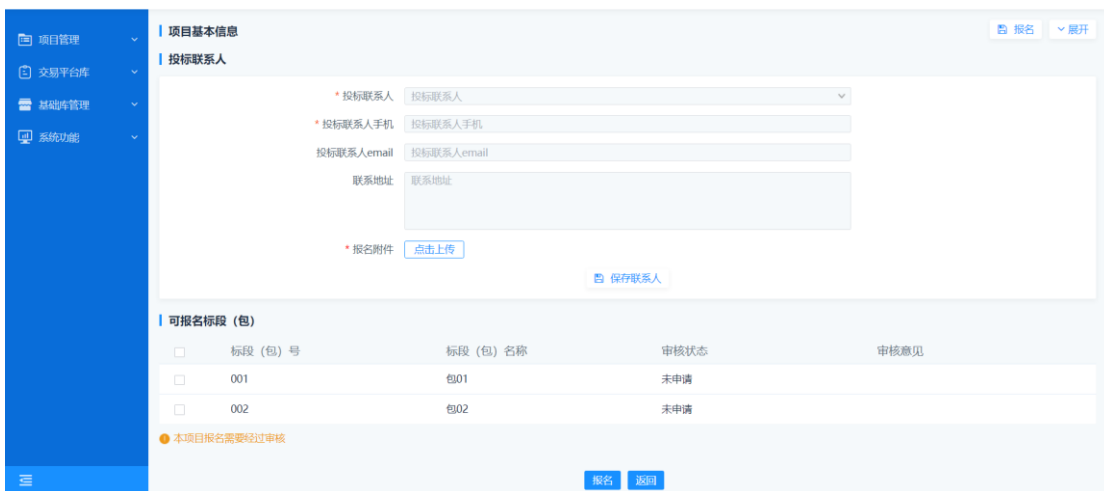 项目管理
交易平台库
基础库管理
系统功能
项目基本信息
报名 展开
投标联系人
* 投标联系人 投标联系人
* 投标联系人手机 投标联系人手机
投标联系人email 投标联系人email
联系地址 联系地址
* 报名附件 点击上传
保存联系人
可报名标段（包）
标段（包）号 标段（包）名称 审核状态 审核意见
001 包01 未申请
002 包02 未申请
本项目报名需要经过审核
报名 返回